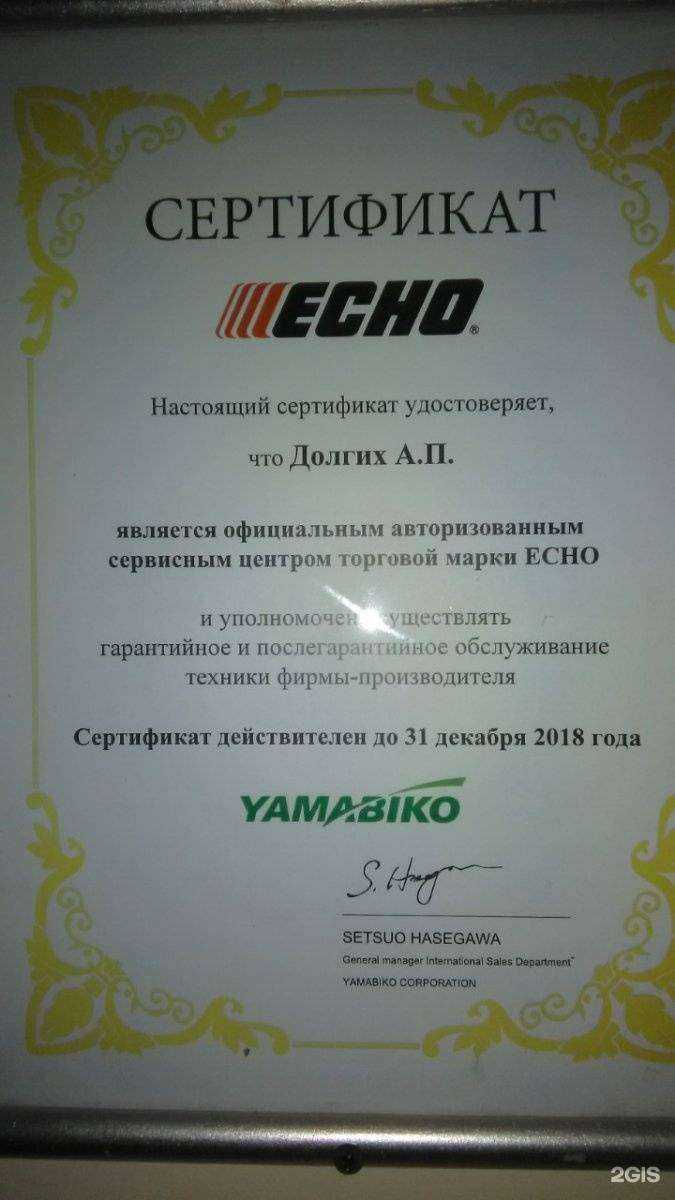 СЕРТИФИКАТ
ECHO®
Настоящий сертификат удостоверяет,
что Долгих А.П.
является официальным авторизованным
сервисным центром торговой марки ECHO
и уполномочен осуществлять
гарантийное и послегарантийное обслуживание
техники фирмы-производителя
Сертификат действителен до 31 декабря 2018 года
YAMABIKO
S. Hasegawa
SETSUO HASEGAWA
General manager International Sales Department
YAMABIKO CORPORATION
2GIS